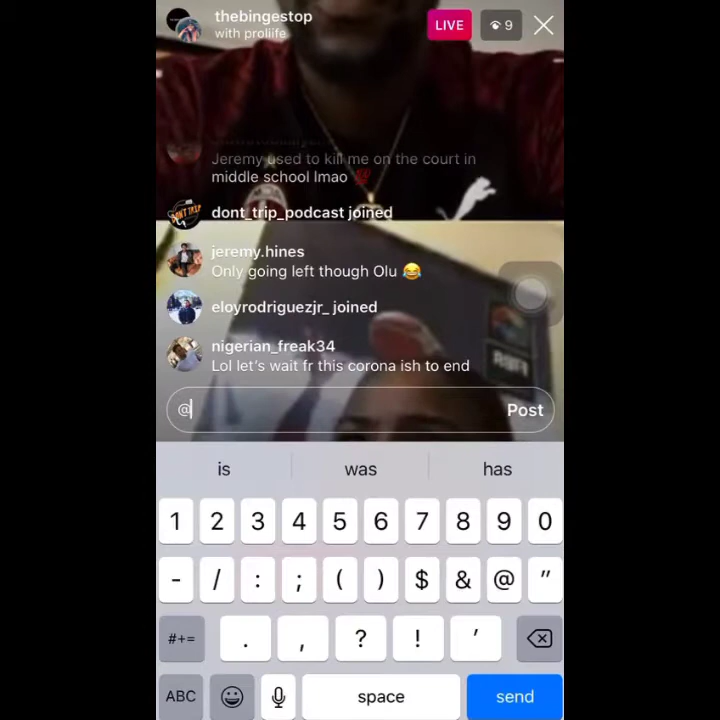 thebingestop
with proliife
LIVE
9
Jeremy used to kill me on the court in
middle school lmao 💯
dont_trip_podcast joined
jeremy.hines
Only going left though Olu 😂
eloyrodriguezjr_ joined
nigerian_freak34
Lol let's wait fr this corona ish to end
@
Post
is was has
1 2 3 4 5 6 7 8 9 0
- / : ; ( ) $ & @ "
#+= . , ? ! '
ABC space send